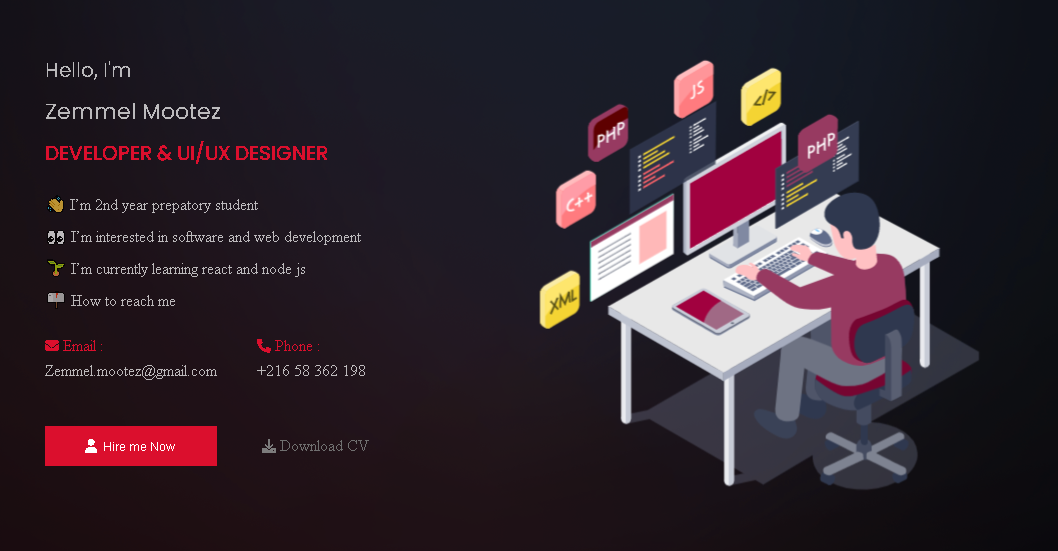 Hello, I'm
Zemmel Mootez
DEVELOPER & UI/UX DESIGNER
👋 I’m 2nd year prepatory student
👀 I’m interested in software and web development
🌱 I’m currently learning react and node js
📫 How to reach me
Email :
Zemmel.mootez@gmail.com
Phone :
+216 58 362 198
Hire me Now
Download CV
JS
</>
PHP
PHP
C++
XML